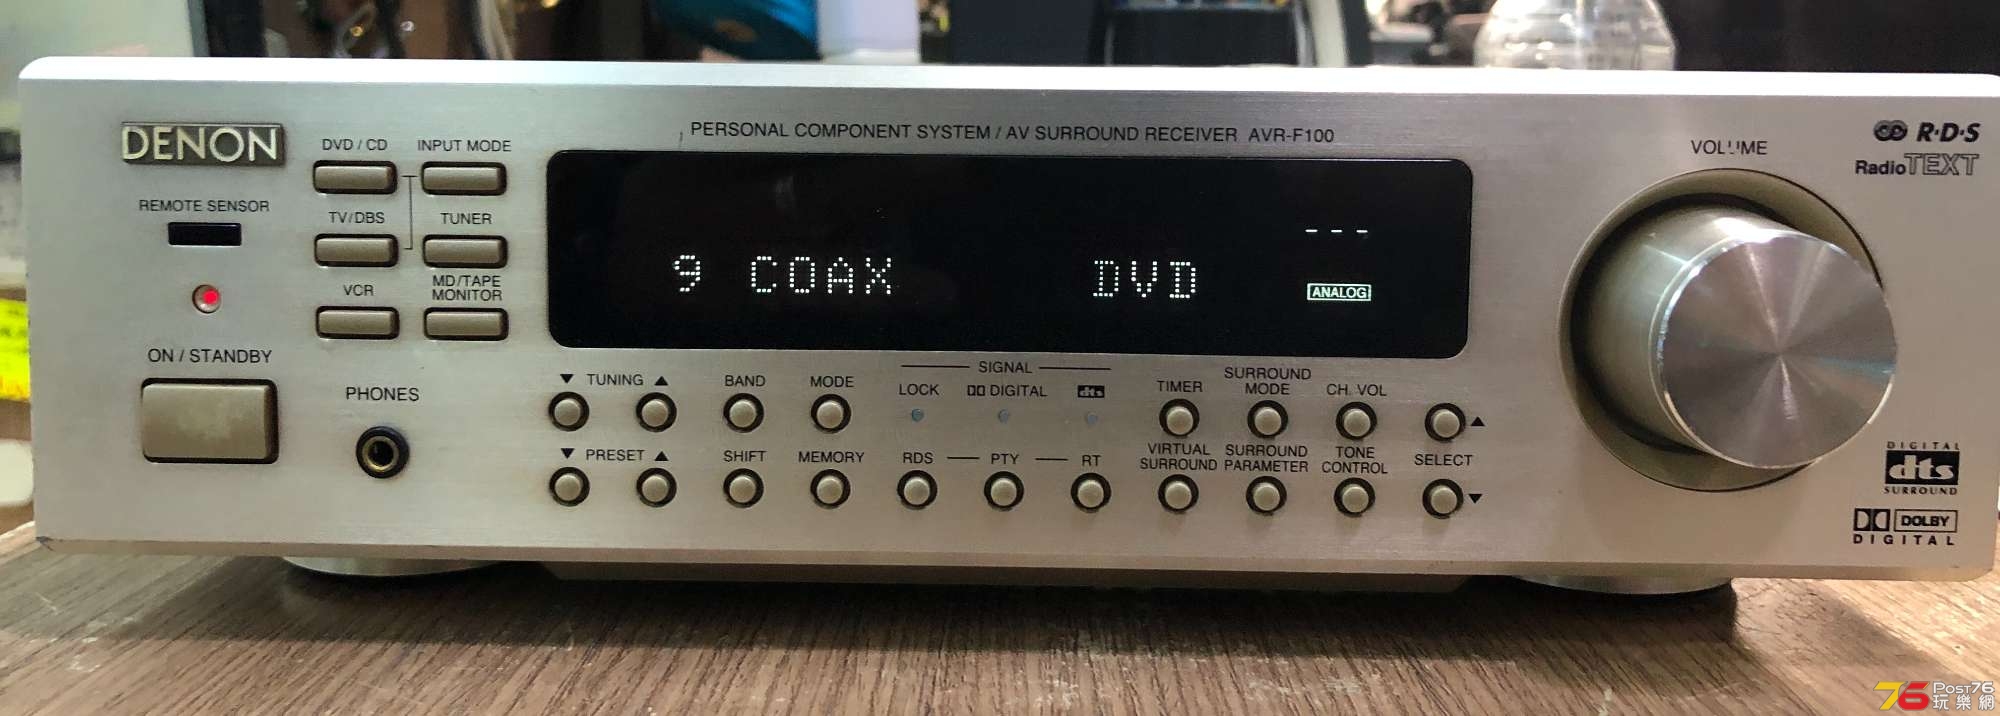 DENON
PERSONAL COMPONENT SYSTEM / AV SURROUND RECEIVER AVR-F100
REMOTE SENSOR
ON / STANDBY
DVD / CD
INPUT MODE
TV/DBS
TUNER
VCR
MD/TAPE
MONITOR
PHONES
9 COAX DVD
---
ANALOG
▼ TUNING ▲
BAND
MODE
SIGNAL
LOCK
DIGITAL
dts
TIMER
SURROUND
MODE
CH. VOL
▲
▼ PRESET ▲
SHIFT
MEMORY
RDS
PTY
RT
VIRTUAL
SURROUND
SURROUND
PARAMETER
TONE
CONTROL
SELECT
▼
VOLUME
R·D·S
RadioTEXT
DIGITAL
dts
SURROUND
DOLBY
DIGITAL
76 POST76
玩樂網